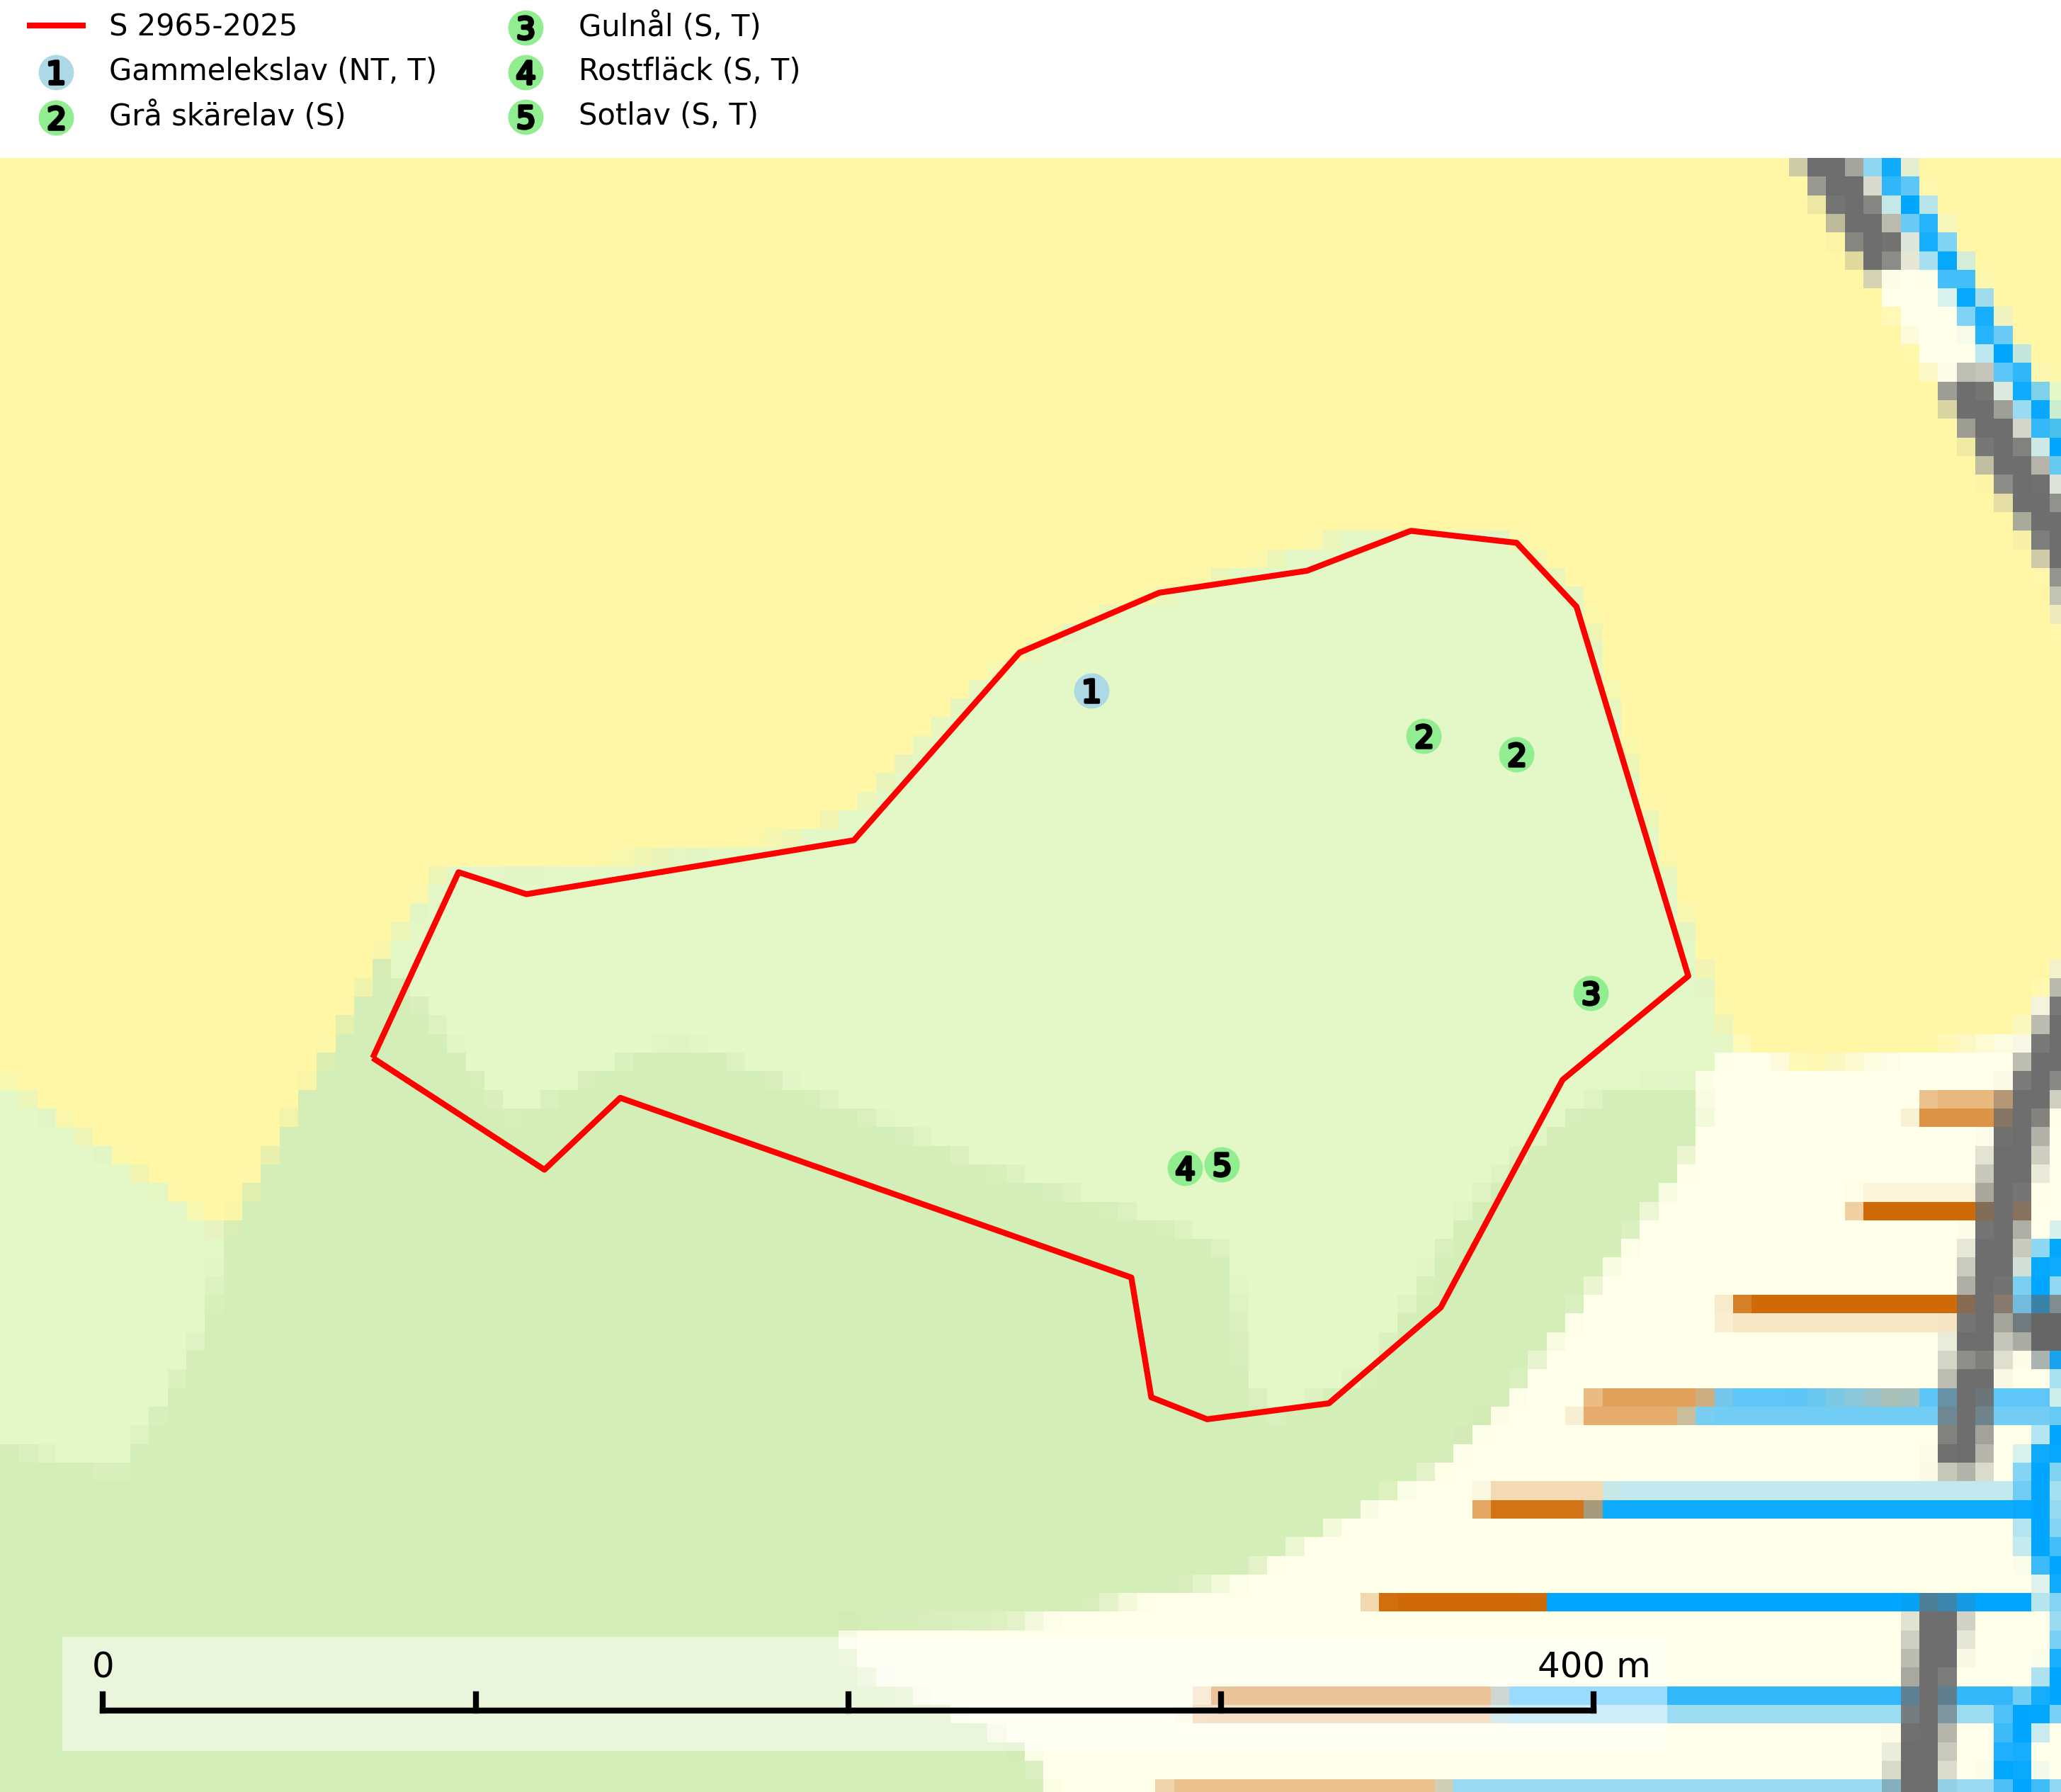 S 2965-2025
1 Gammelekslav (NT, T)
2 Grå skärelav (S)
3 Gulnål (S, T)
4 Rostfläck (S, T)
5 Sotlav (S, T)
1
2
2
3
4 5
0 400 m